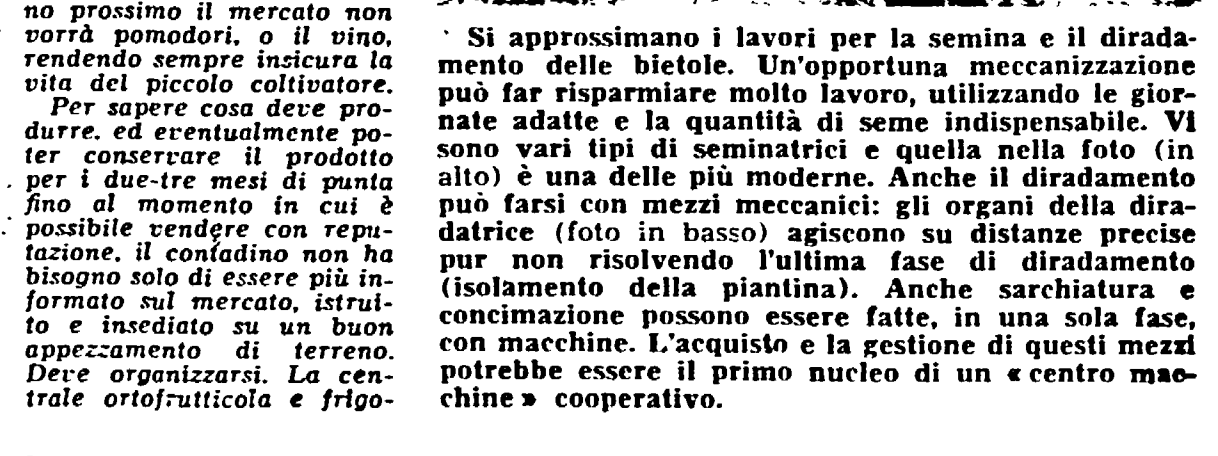 no prossimo il mercato non
vorrà pomodori, o il vino,
rendendo sempre insicura la
vita del piccolo coltivatore.
Per sapere cosa deve pro-
durre, ed eventualmente po-
ter conservare il prodotto
per i due-tre mesi di punta
fino al momento in cui è
possibile vendere con repu-
tazione, il contadino non ha
bisogno solo di essere più in-
formato sul mercato, istrui-
to e insediato su un buon
appezzamento di terreno.
Deve organizzarsi. La cen-
trale ortofrutticola e frigo-
Si approssimano i lavori per la semina e il dirada-
mento delle bietole. Un'opportuna meccanizzazione
può far risparmiare molto lavoro, utilizzando le gior-
nate adatte e la quantità di seme indispensabile. Vi
sono vari tipi di seminatrici e quella nella foto (in
alto) è una delle più moderne. Anche il diradamento
può farsi con mezzi meccanici: gli organi della dira-
datrice (foto in basso) agiscono su distanze precise
pur non risolvendo l'ultima fase di diradamento
(isolamento della piantina). Anche sarchiatura e
concimazione possono essere fatte, in una sola fase,
con macchine. L'acquisto e la gestione di questi mezzi
potrebbe essere il primo nucleo di un « centro mac-
chine » cooperativo.